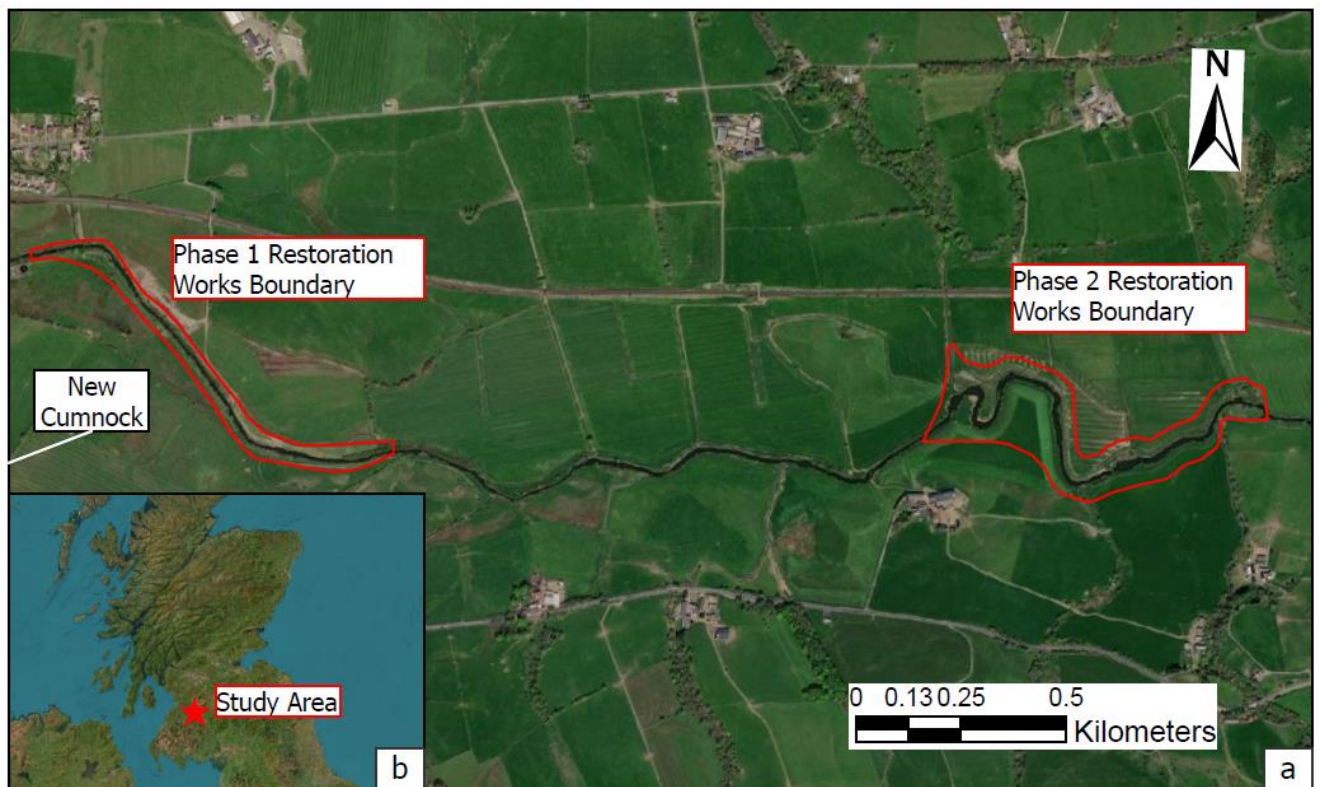 N
Phase 1 Restoration
Works Boundary
Phase 2 Restoration
Works Boundary
New
Cumnock
Study Area
0 0.13 0.25 0.5
Kilometers
b
a